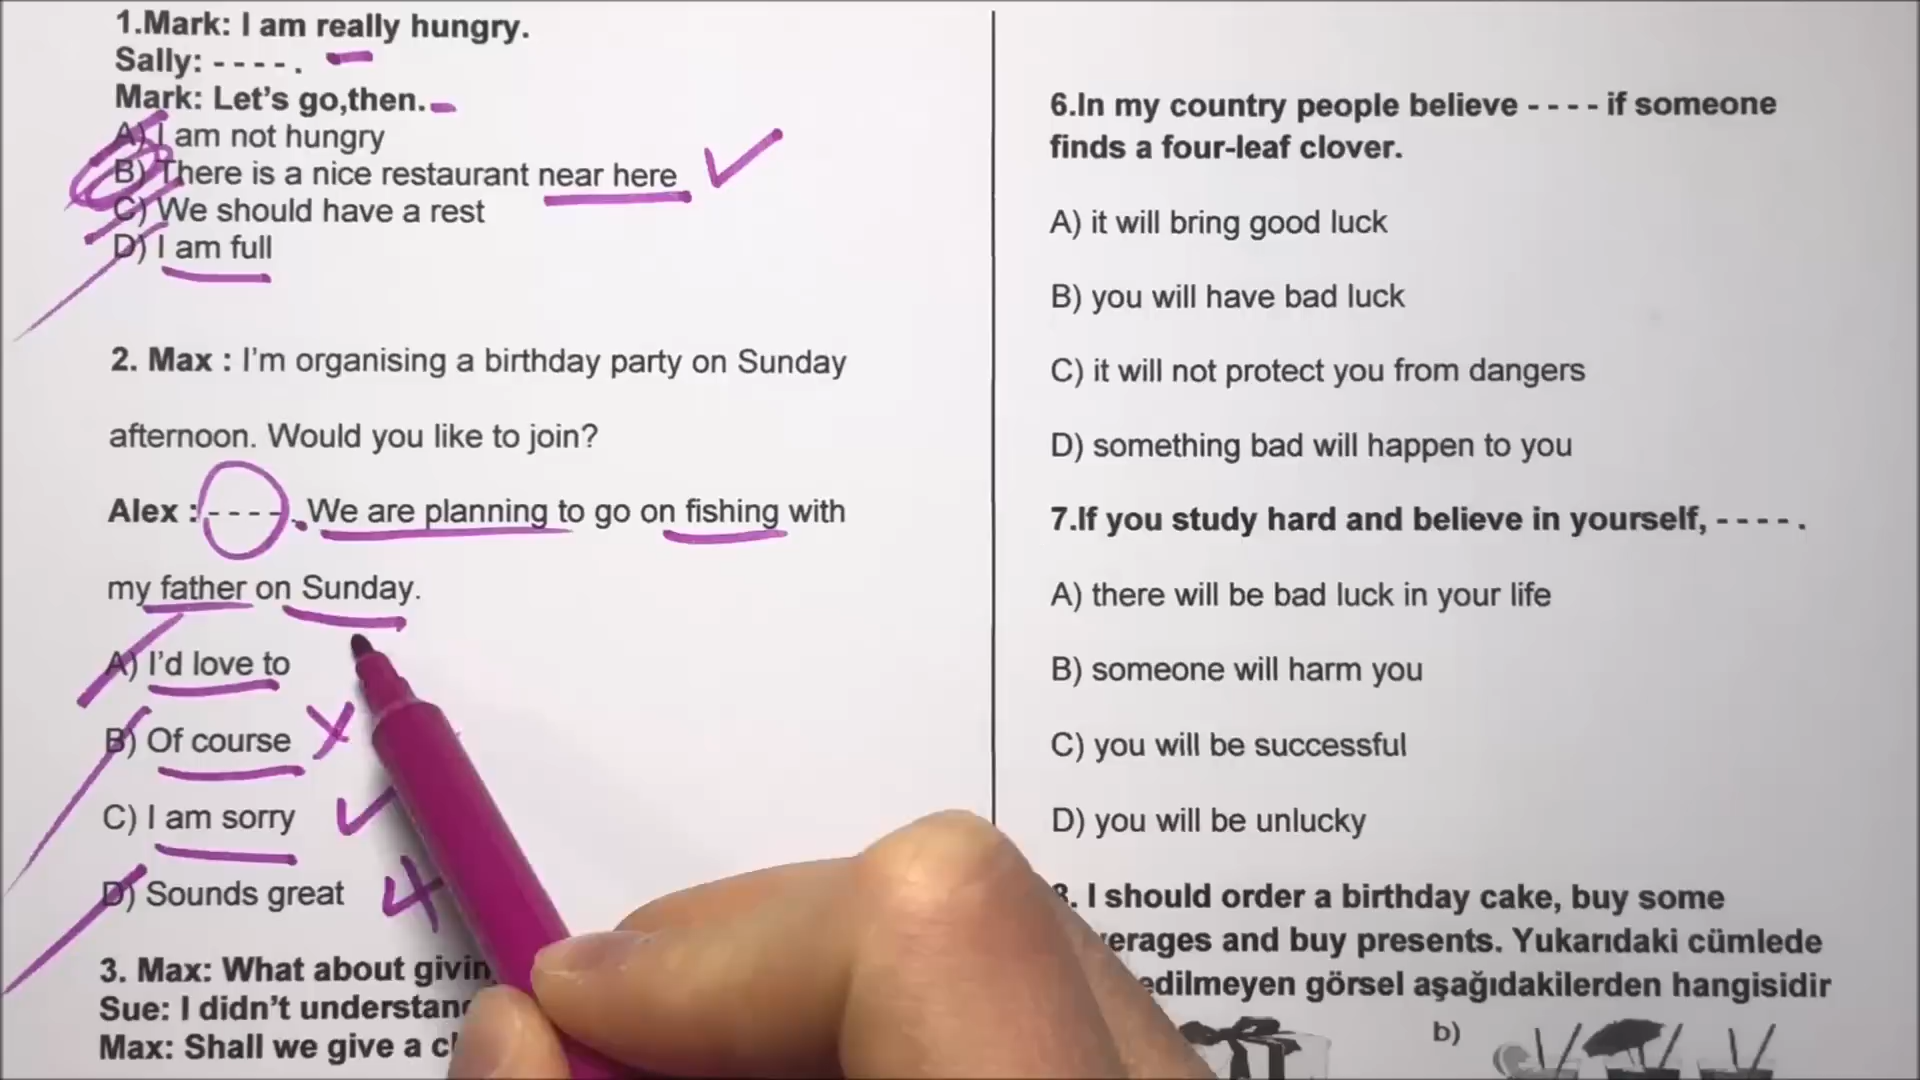 1.Mark: I am really hungry.
Sally: - - - - .
Mark: Let's go,then.
A) I am not hungry
B) There is a nice restaurant near here
C) We should have a rest
D) I am full
2. Max : I'm organising a birthday party on Sunday
afternoon. Would you like to join?
Alex : - - - - . We are planning to go on fishing with
my father on Sunday.
A) I'd love to
B) Of course
C) I am sorry
D) Sounds great
3. Max: What about
Sue: I didn't
Max: Shall we give a
6.In my country people believe - - - - if someone
finds a four-leaf clover.
A) it will bring good luck
B) you will have bad luck
C) it will not protect you from dangers
D) something bad will happen to you
7.If you study hard and believe in yourself, - - - - .
A) there will be bad luck in your life
B) someone will harm you
C) you will be successful
D) you will be unlucky
8. I should order a birthday cake, buy some
and buy presents. Yukarıdaki cümlede
görsel aşağıdakilerden hangisidir
b)